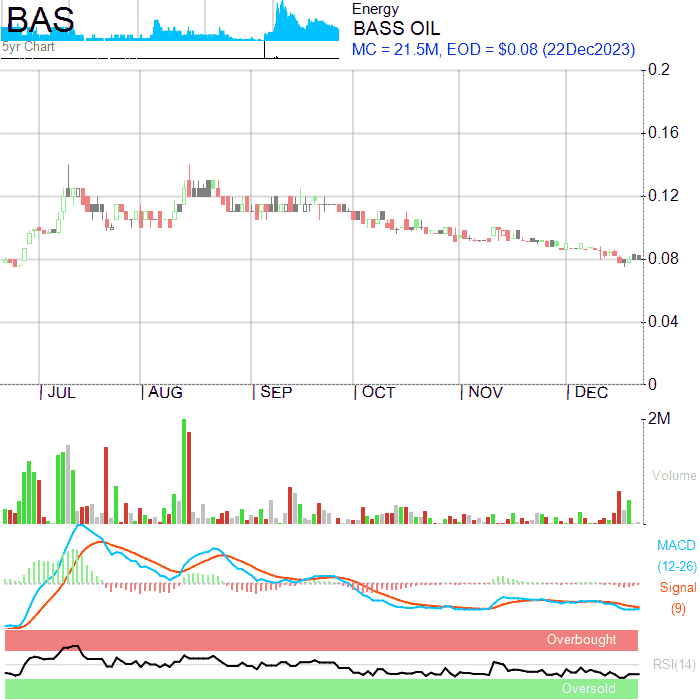 BAS
5yr Chart
Energy
BASS OIL
MC = 21.5M, EOD = $0.08 (22Dec2023)
0.2
0.16
0.12
0.08
0.04
0
JUL AUG SEP OCT NOV DEC
2M
Volume
MACD
(12-26)
Signal
(9)
Overbought
RSI(14)
Oversold